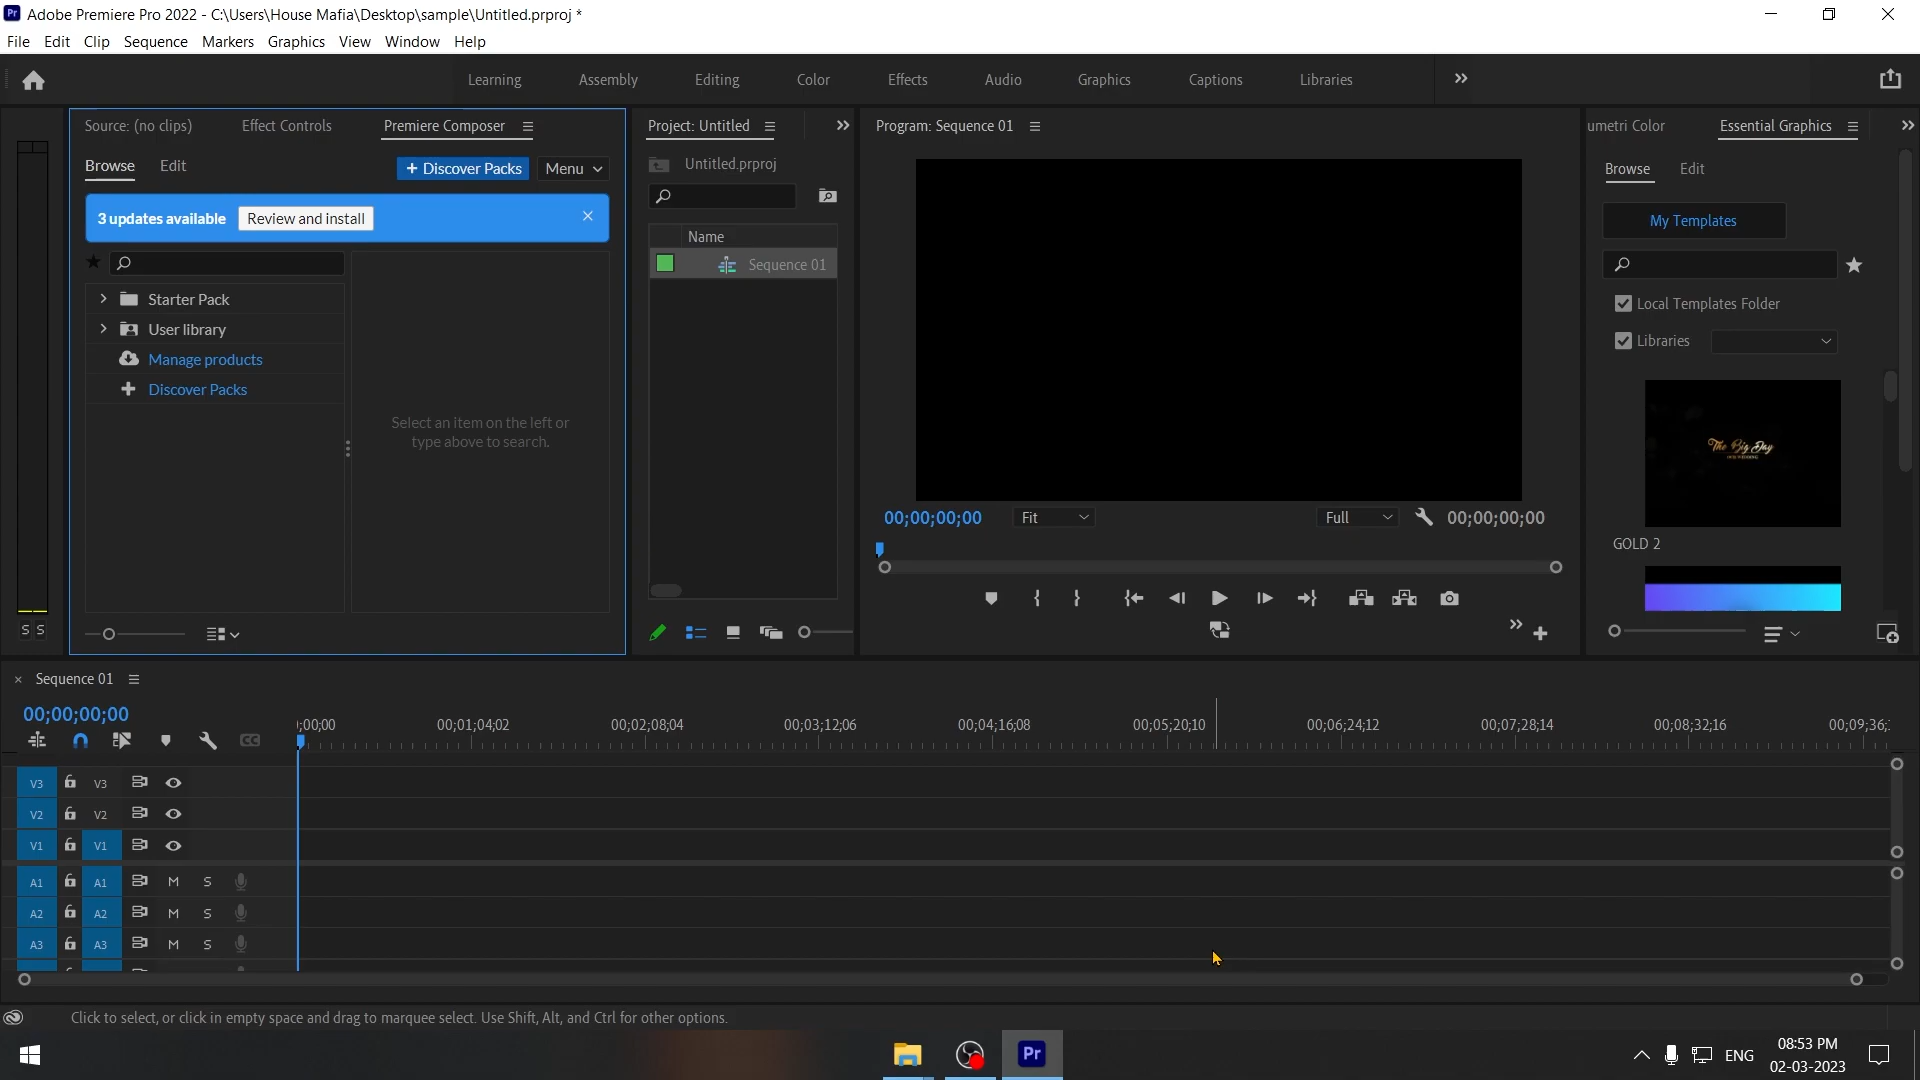 Pr Adobe Premiere Pro 2022 - C:\Users\House Mafia\Desktop\sample\Untitled.prproj *
File Edit Clip Sequence Markers Graphics View Window Help
Learning Assembly Editing Color Effects Audio Graphics Captions Libraries
Source: (no clips) Effect Controls Premiere Composer
Browse Edit + Discover Packs Menu
3 updates available Review and install
Starter Pack
User library
Manage products
Discover Packs
Select an item on the left or
type above to search.
S S
Project: Untitled
Untitled.prproj
Name
Sequence 01
Program: Sequence 01
00;00;00;00 Fit Full 00;00;00;00
umetri Color Essential Graphics
Browse Edit
My Templates
Local Templates Folder
Libraries
The Big Day
GOLD 2
Sequence 01
00;00;00;00
;00;00 00;01;04;02 00;02;08;04 00;03;12;06 00;04;16;08 00;05;20;10 00;06;24;12 00;07;28;14 00;08;32;16 00;09;36;
V3 V3
V2 V2
V1 V1
A1 A1 M S
A2 A2 M S
A3 A3 M S
Click to select, or click in empty space and drag to marquee select. Use Shift, Alt, and Ctrl for other options.
Pr ENG 08:53 PM
02-03-2023